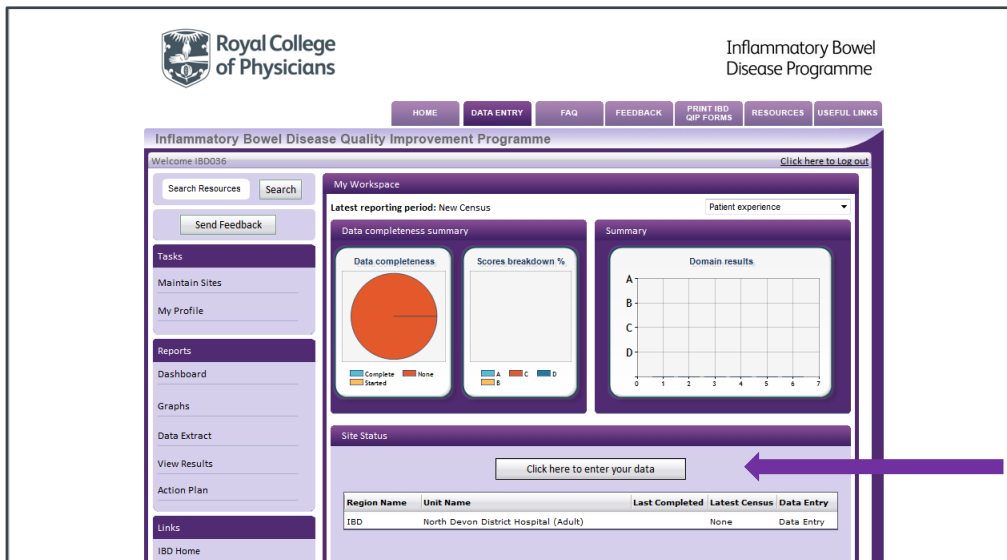 Royal College
of Physicians
Inflammatory Bowel
Disease Programme
HOME
DATA ENTRY
FAQ
FEEDBACK
PRINT IBD
QIP FORMS
RESOURCES
USEFUL LINKS
Inflammatory Bowel Disease Quality Improvement Programme
Welcome IBD036
Click here to Log out
Search Resources
Search
Send Feedback
Tasks
Maintain Sites
My Profile
Reports
Dashboard
Graphs
Data Extract
View Results
Action Plan
Links
IBD Home
My Workspace
Latest reporting period: New Census
Patient experience
Data completeness summary
Data completeness
Complete None
Started
Scores breakdown %
A C D
B
Summary
Domain results
A
B
C
D
0 1 2 3 4 5 6 7
Site Status
Click here to enter your data
Region Name Unit Name Last Completed Latest Census Data Entry
IBD North Devon District Hospital (Adult) None Data Entry